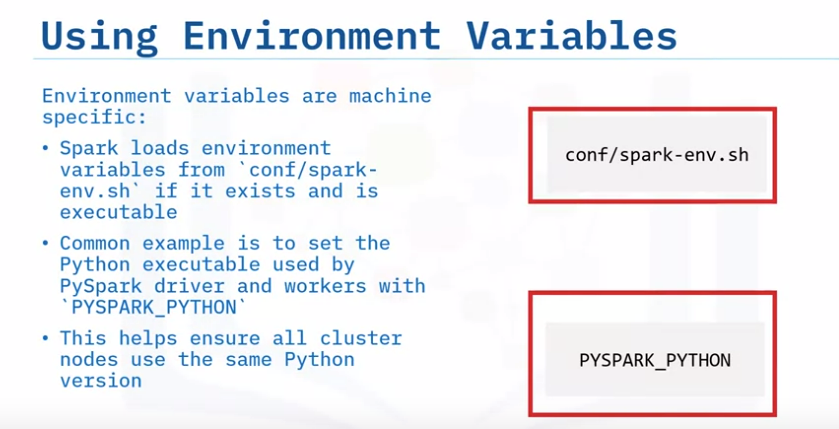 Using Environment Variables
Environment variables are machine
specific:
• Spark loads environment
variables from `conf/spark-
env.sh` if it exists and is
executable
• Common example is to set the
Python executable used by
PySpark driver and workers with
`PYSPARK_PYTHON`
• This helps ensure all cluster
nodes use the same Python
version
conf/spark-env.sh
PYSPARK_PYTHON